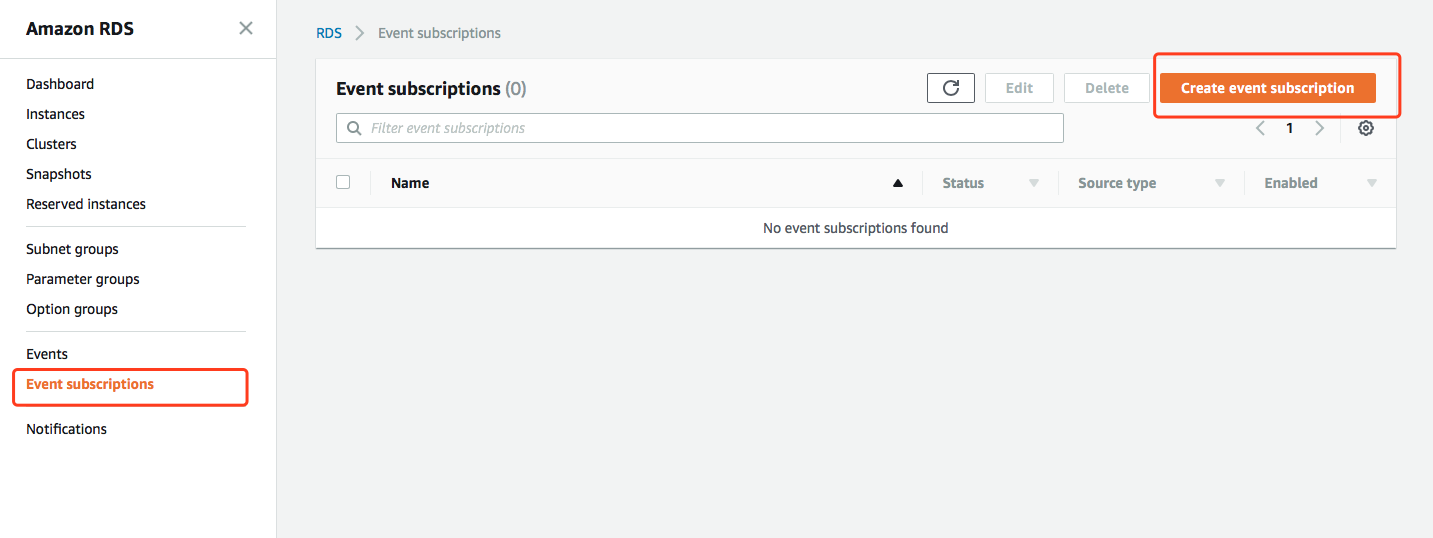 Amazon RDS
Dashboard
Instances
Clusters
Snapshots
Reserved instances
Subnet groups
Parameter groups
Option groups
Events
Event subscriptions
Notifications
RDS Event subscriptions
Event subscriptions (0) Edit Delete Create event subscription
Filter event subscriptions 1
Name Status Source type Enabled
No event subscriptions found